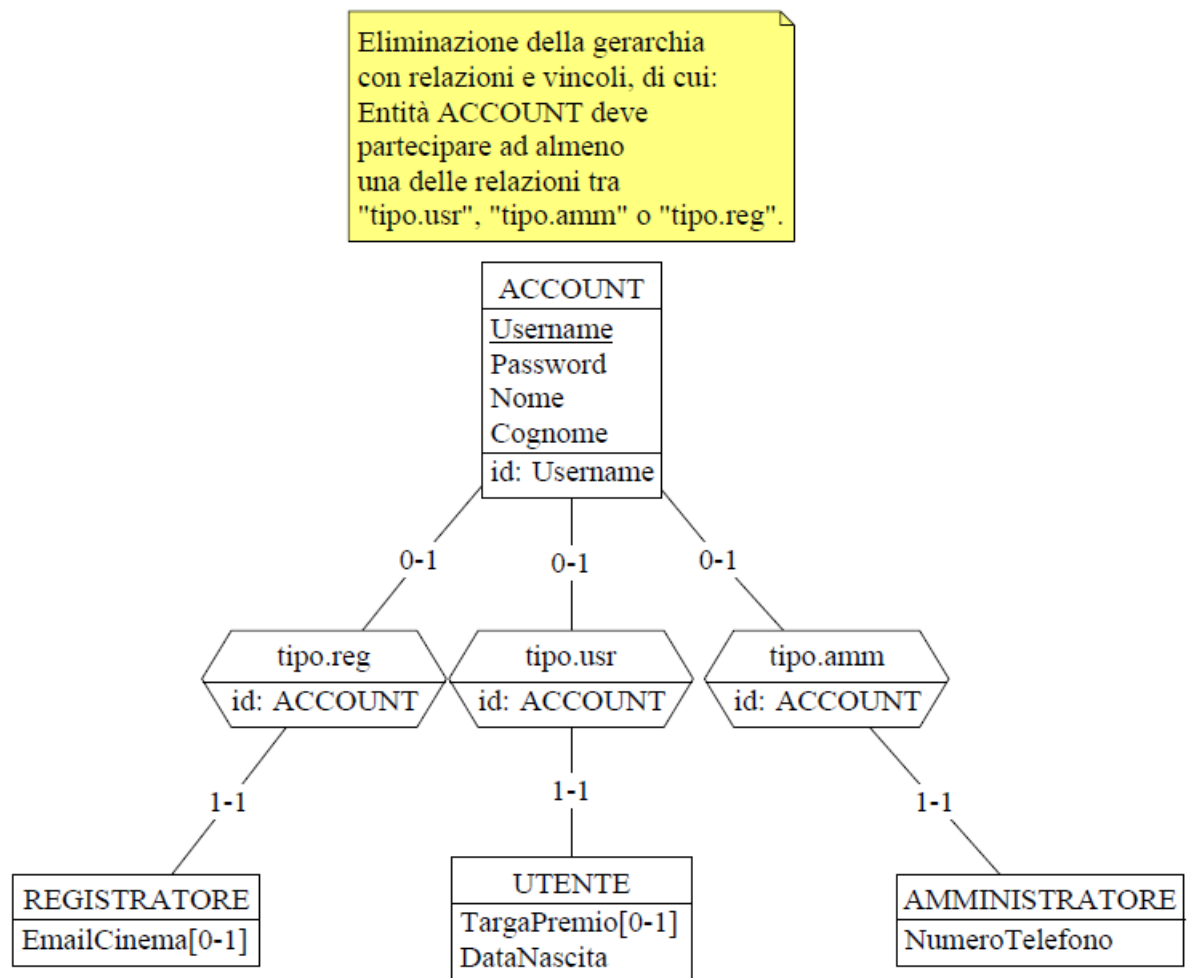 Eliminazione della gerarchia
con relazioni e vincoli, di cui:
Entità ACCOUNT deve
partecipare ad almeno
una delle relazioni tra
"tipo.usr", "tipo.amm" o "tipo.reg".
ACCOUNT
Username
Password
Nome
Cognome
id: Username
0-1
0-1
0-1
tipo.reg
id: ACCOUNT
tipo.usr
id: ACCOUNT
tipo.amm
id: ACCOUNT
1-1
1-1
1-1
REGISTRATORE
EmailCinema[0-1]
UTENTE
TargaPremio[0-1]
DataNascita
AMMINISTRATORE
NumeroTelefono